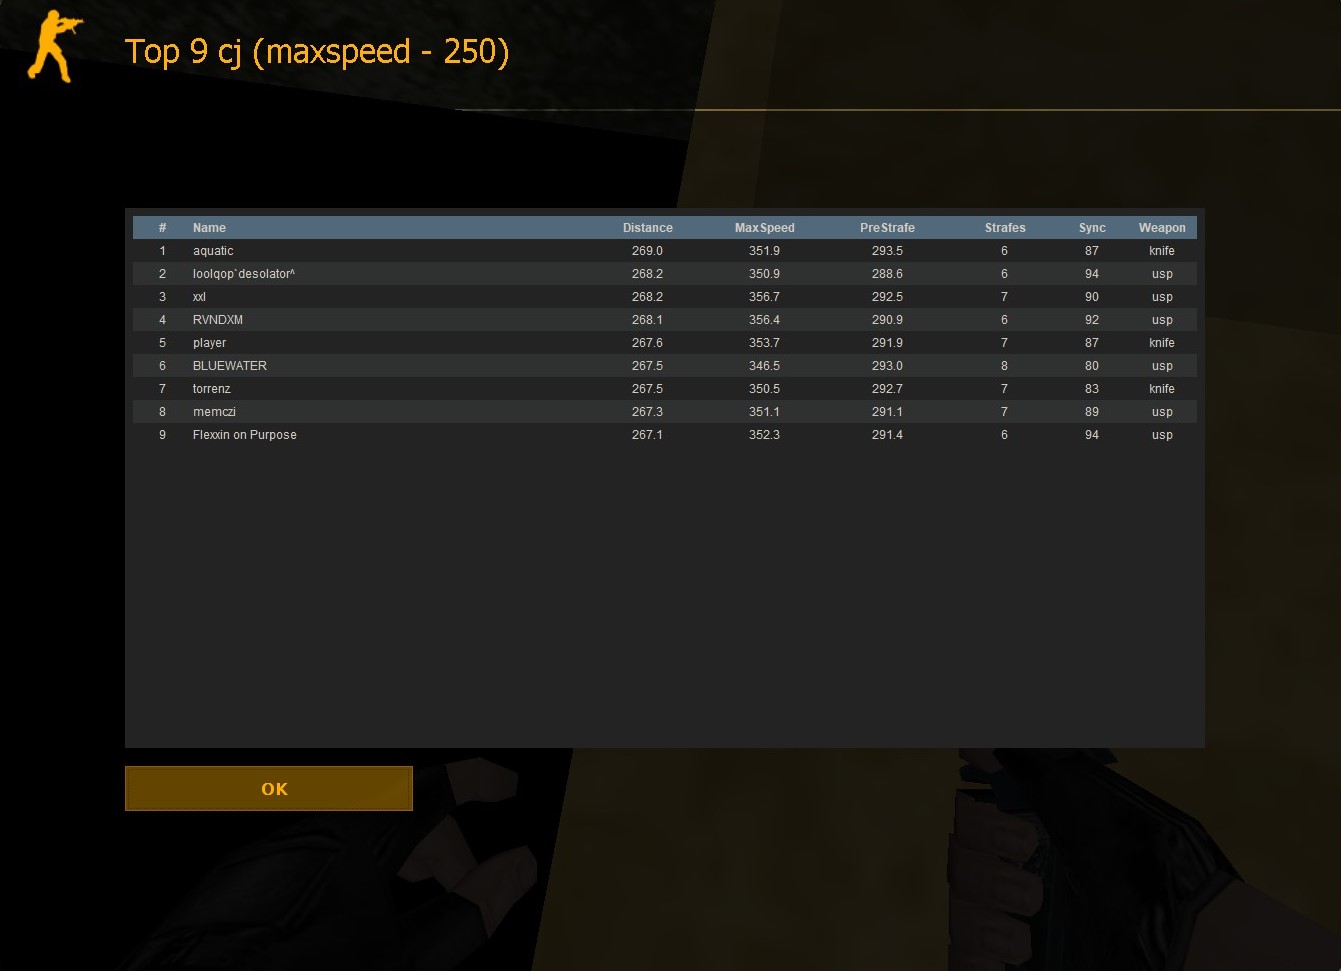 Top 9 cj (maxspeed - 250)
# Name Distance MaxSpeed PreStrafe Strafes Sync Weapon
1 aquatic 269.0 351.9 293.5 6 87 knife
2 loolqop`desolator^ 268.2 350.9 288.6 6 94 usp
3 xxl 268.2 356.7 292.5 7 90 usp
4 RVNDXM 268.1 356.4 290.9 6 92 usp
5 player 267.6 353.7 291.9 7 87 knife
6 BLUEWATER 267.5 346.5 293.0 8 80 usp
7 torrenz 267.5 350.5 292.7 7 83 knife
8 memczi 267.3 351.1 291.1 7 89 usp
9 Flexxin on Purpose 267.1 352.3 291.4 6 94 usp
OK